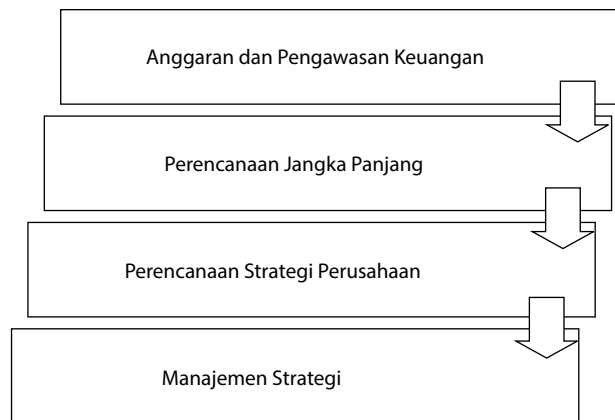 Anggaran dan Pengawasan Keuangan
Perencanaan Jangka Panjang
Perencanaan Strategi Perusahaan
Manajemen Strategi